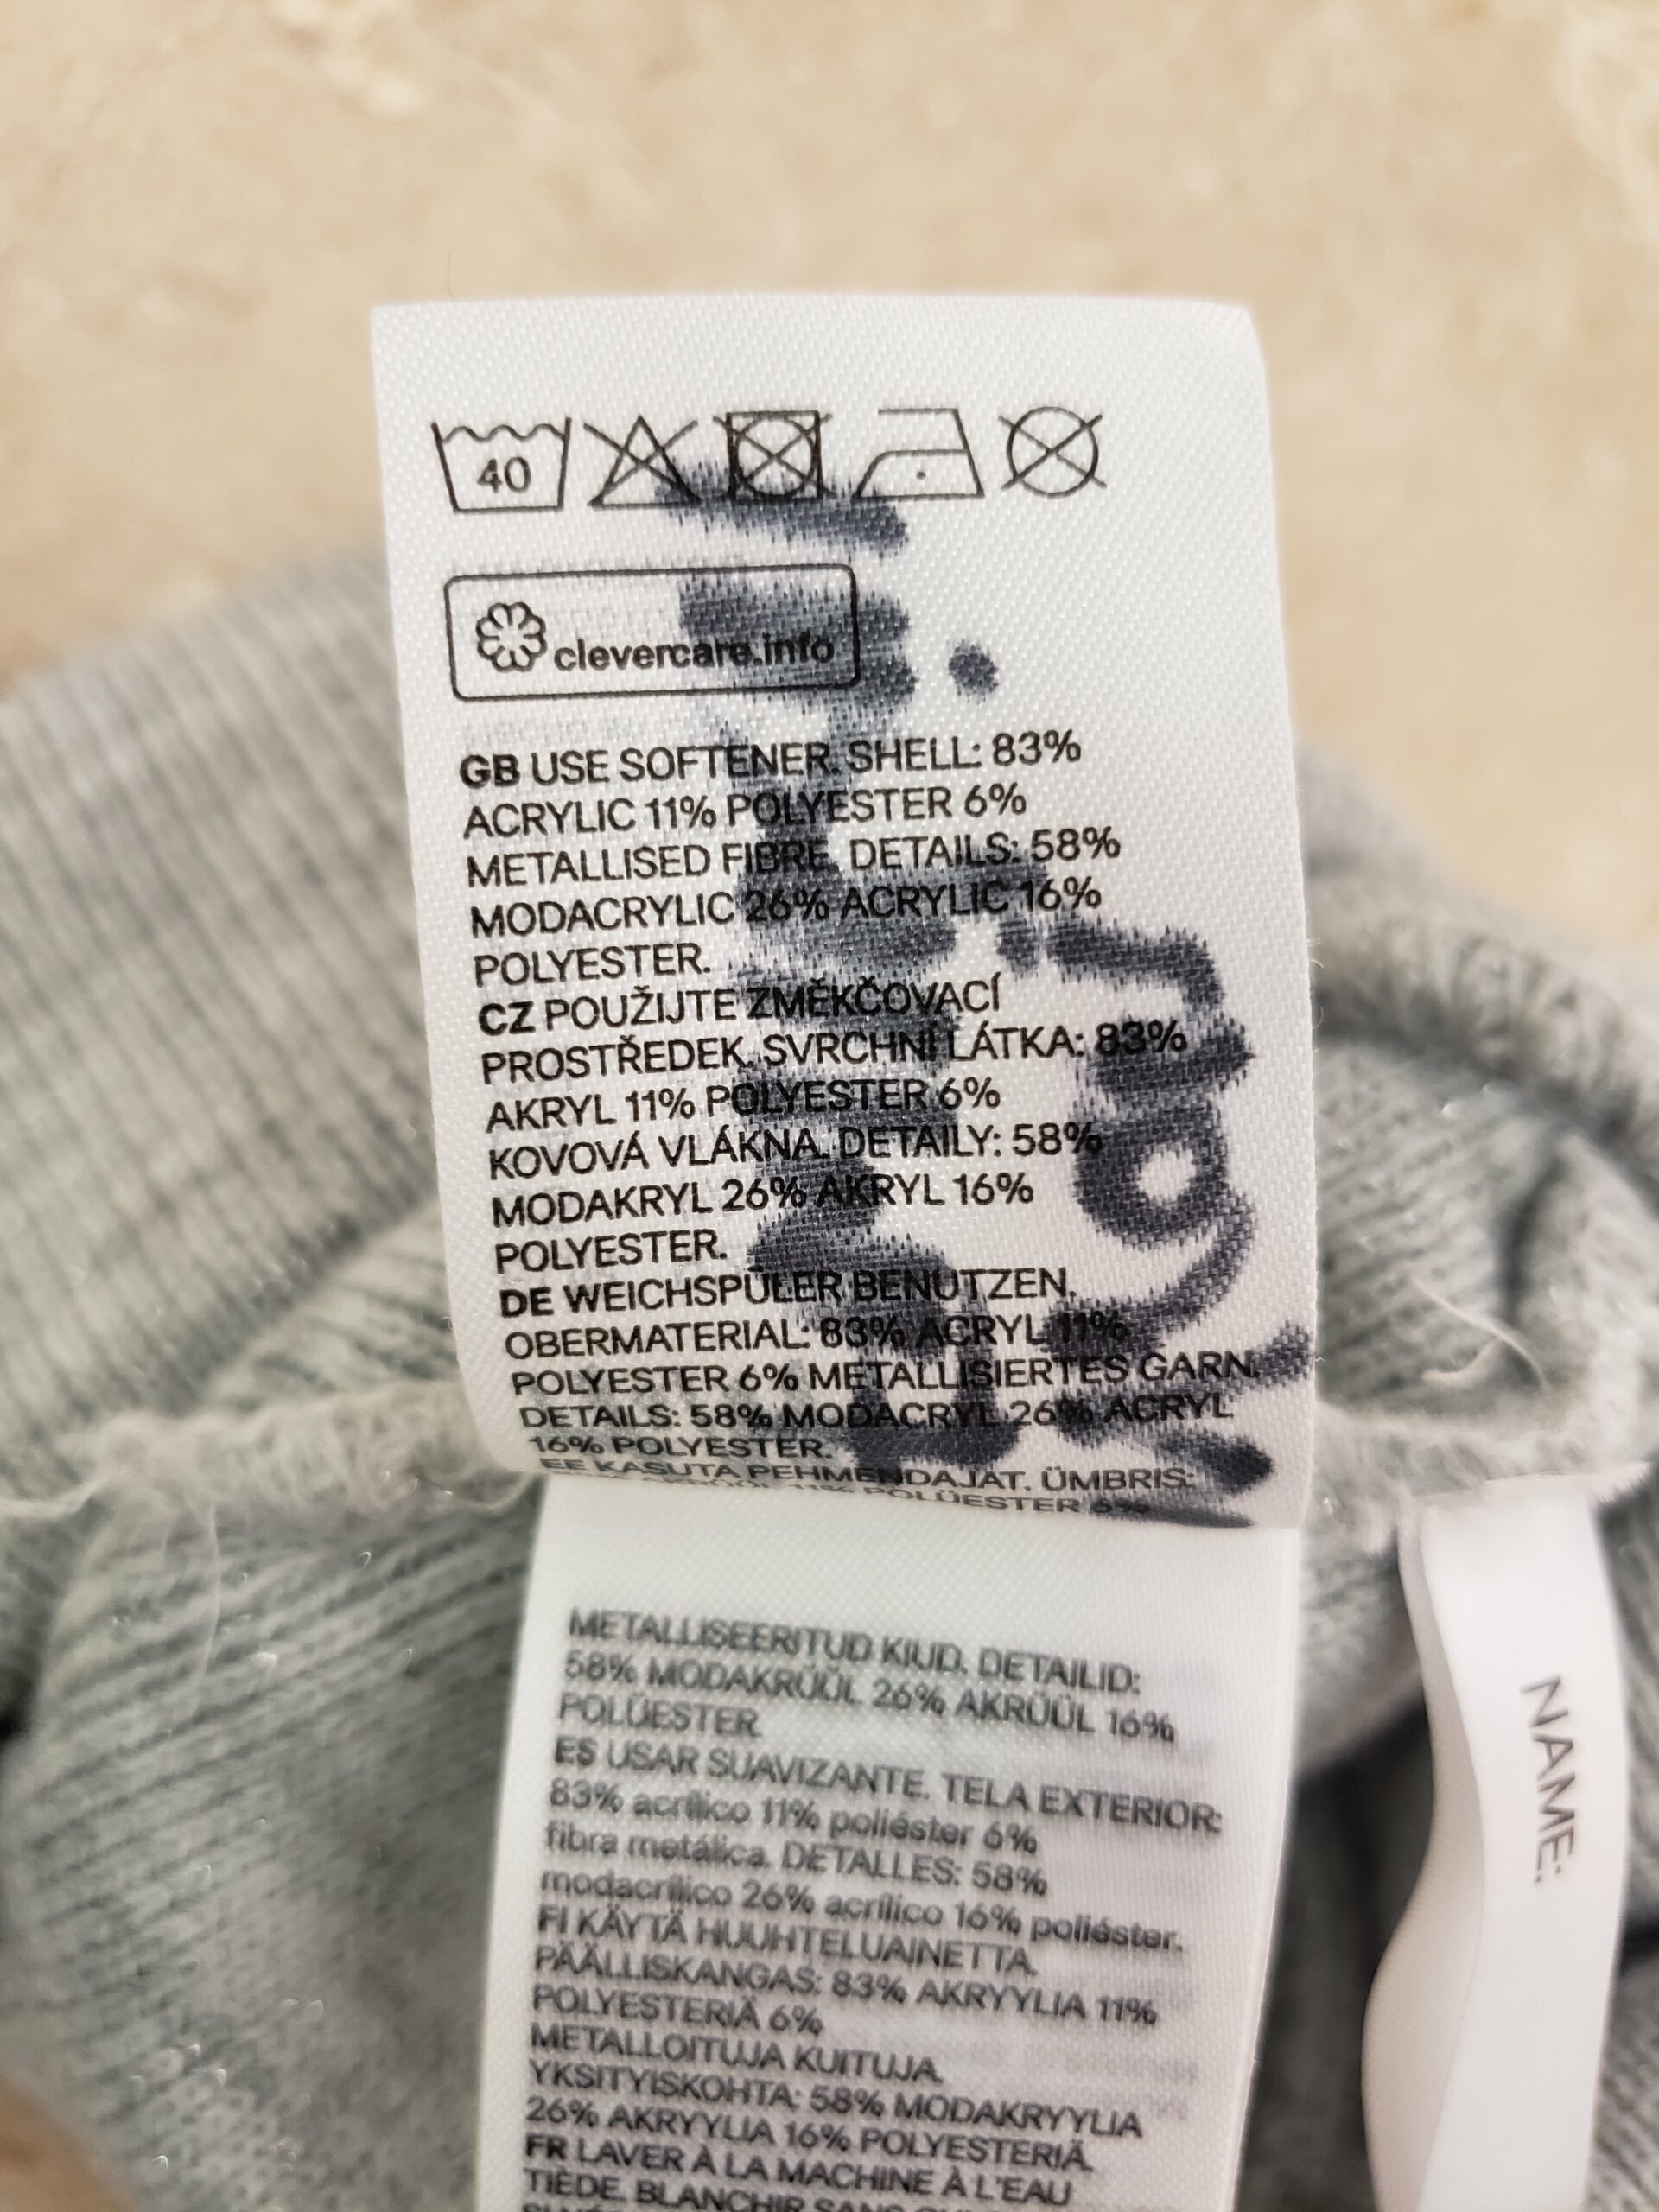 40
clevercare.info
GB USE SOFTENER. SHELL: 83%
ACRYLIC 11% POLYESTER 6%
METALLISED FIBRE. DETAILS: 58%
MODACRYLIC 26% ACRYLIC 16%
POLYESTER.
CZ POUŽIJTE ZMĚKČOVACÍ
PROSTŘEDEK. SVRCHNÍ LÁTKA: 83%
AKRYL 11% POLYESTER 6%
KOVOVÁ VLÁKNA. DETAILY: 58%
MODAKRYL 26% AKRYL 16%
POLYESTER.
DE WEICHSPÜLER BENUTZEN.
OBERMATERIAL: 83% ACRYL 11%
POLYESTER 6% METALLISIERTES GARN.
DETAILS: 58% MODACRYL 26% ACRYL
16% POLYESTER.
EE KASUTA PEHMENDAJAT. ÜMBRIS:
11% POLÜESTER 6%
METALLISEERITUD KIUD. DETAILID:
58% MODAKRÜÜL 26% AKRÜÜL 16%
POLÜESTER
ES USAR SUAVIZANTE. TELA EXTERIOR:
83% acrílico 11% poliéster 6%
fibra metálica. DETALLES: 58%
modacrílico 26% acrílico 16% poliéster.
FI KÄYTÄ HUUHTELUAINETTA.
PÄÄLLISKANGAS: 83% AKRYYLIA 11%
POLYESTERIÄ 6%
METALLOITUJA KUITUJA.
YKSITYISKOHTA: 58% MODAKRYYLIA
26% AKRYYLIA 16% POLYESTERIÄ.
FR LAVER À LA MACHINE À L'EAU
TIÈDE. BLANCHIR SANS
NAME: